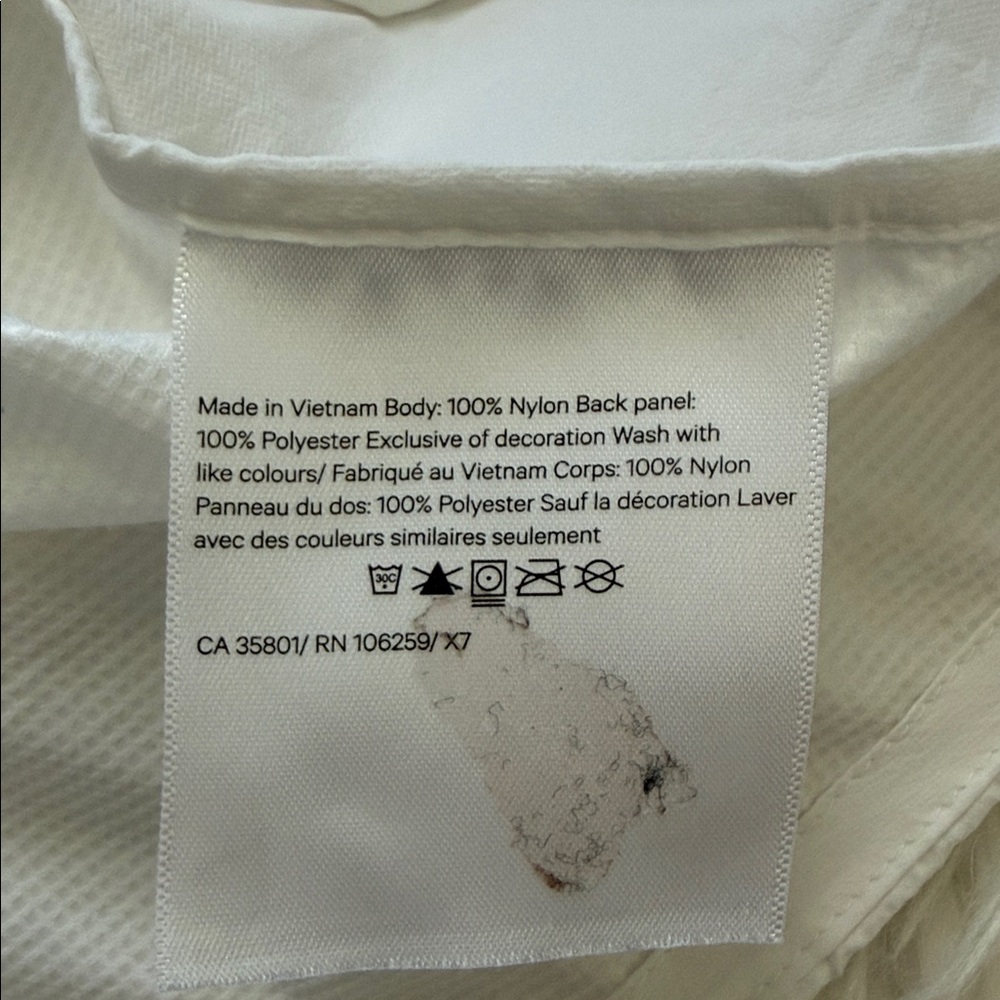 Made in Vietnam Body: 100% Nylon Back panel:
100% Polyester Exclusive of decoration Wash with
like colours/ Fabriqué au Vietnam Corps: 100% Nylon
Panneau du dos: 100% Polyester Sauf la décoration Laver
avec des couleurs similaires seulement
30C
CA 35801/ RN 106259/ X7